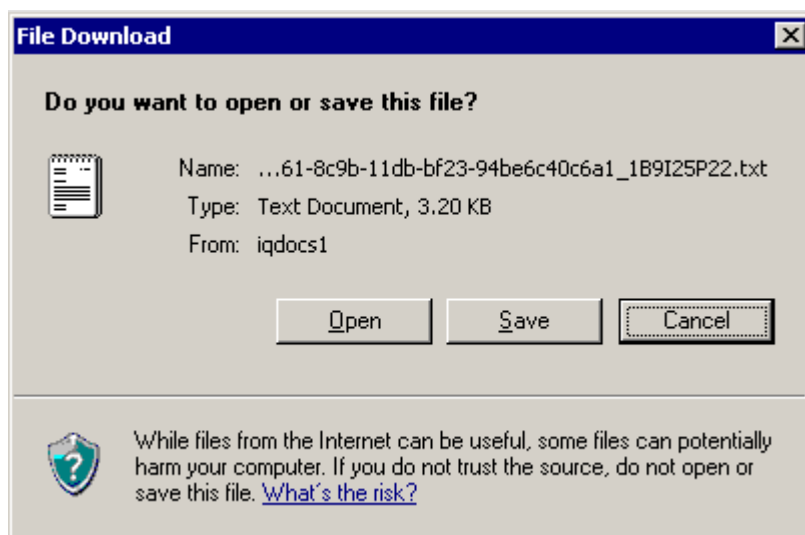 File Download
Do you want to open or save this file?
Name: ...61-8c9b-11db-bf23-94be6c40c6a1_1B9I25P22.txt
Type: Text Document, 3.20 KB
From: iqdocs1
Open Save Cancel
While files from the Internet can be useful, some files can potentially
harm your computer. If you do not trust the source, do not open or
save this file. What's the risk?